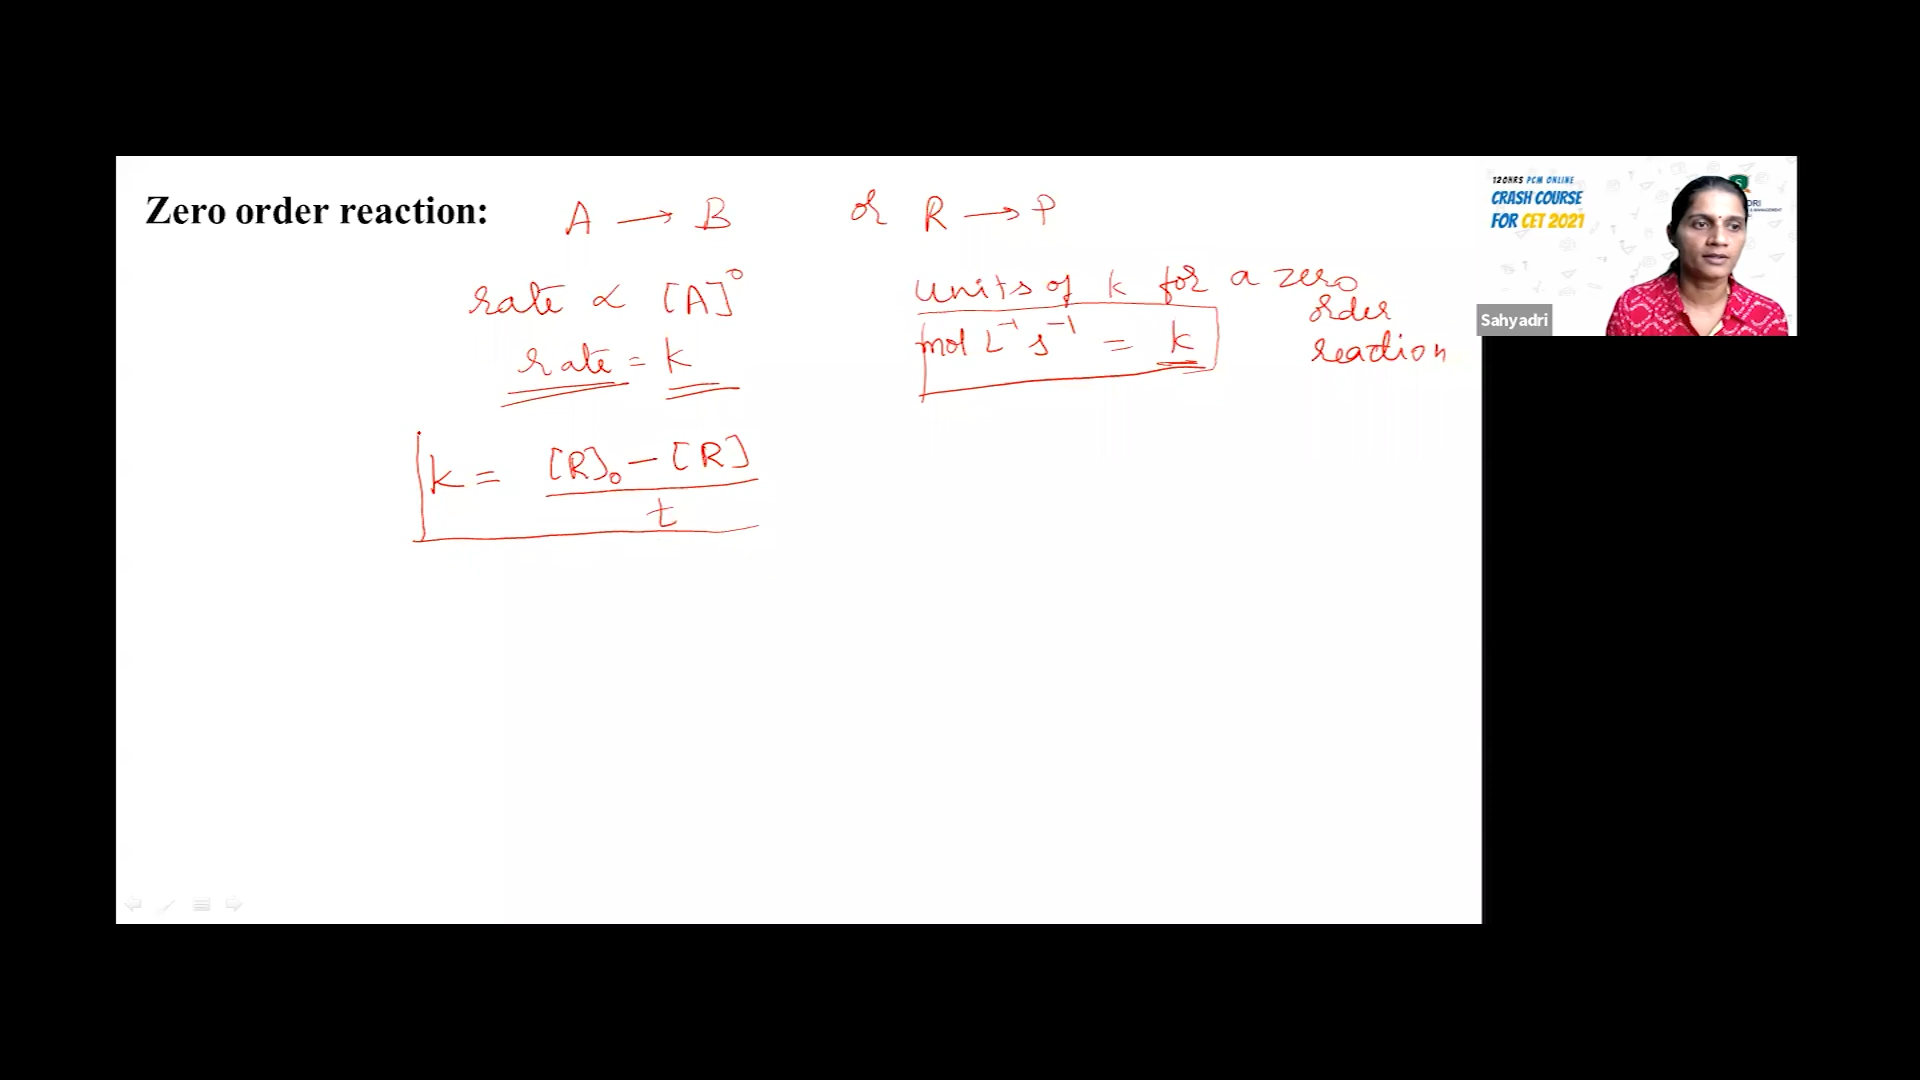 Zero order reaction: A → B or R → P
rate ∝ [A]⁰
rate = k
units of k for a zero order reaction
mol L⁻¹ s⁻¹ = k
k = [R]₀ − [R] / t
120HRS PCM ONLINE
CRASH COURSE
FOR CET 2021
Sahyadri